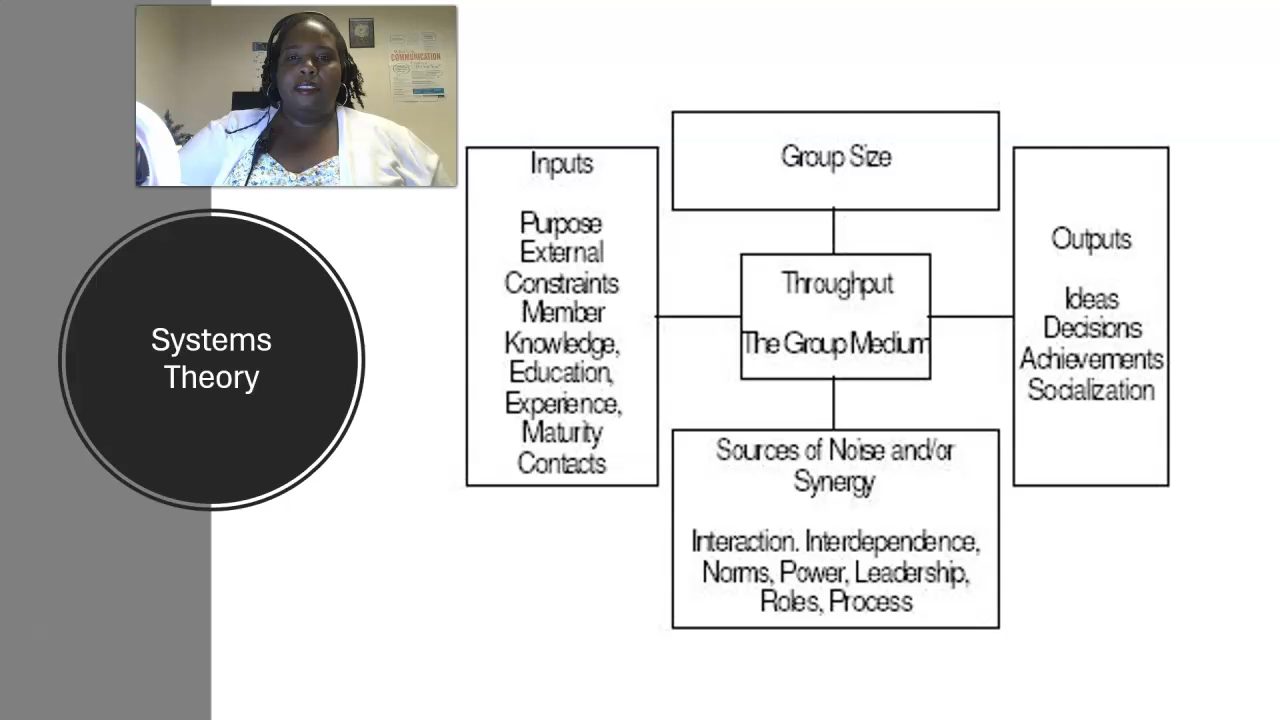 COMMUNICATION
Systems
Theory
Inputs
Purpose
External
Constraints
Member
Knowledge,
Education,
Experience,
Maturity
Contacts
Group Size
Throughput
The Group Medium
Sources of Noise and/or
Synergy
Interaction. Interdependence,
Norms, Power, Leadership,
Roles, Process
Outputs
Ideas
Decisions
Achievements
Socialization